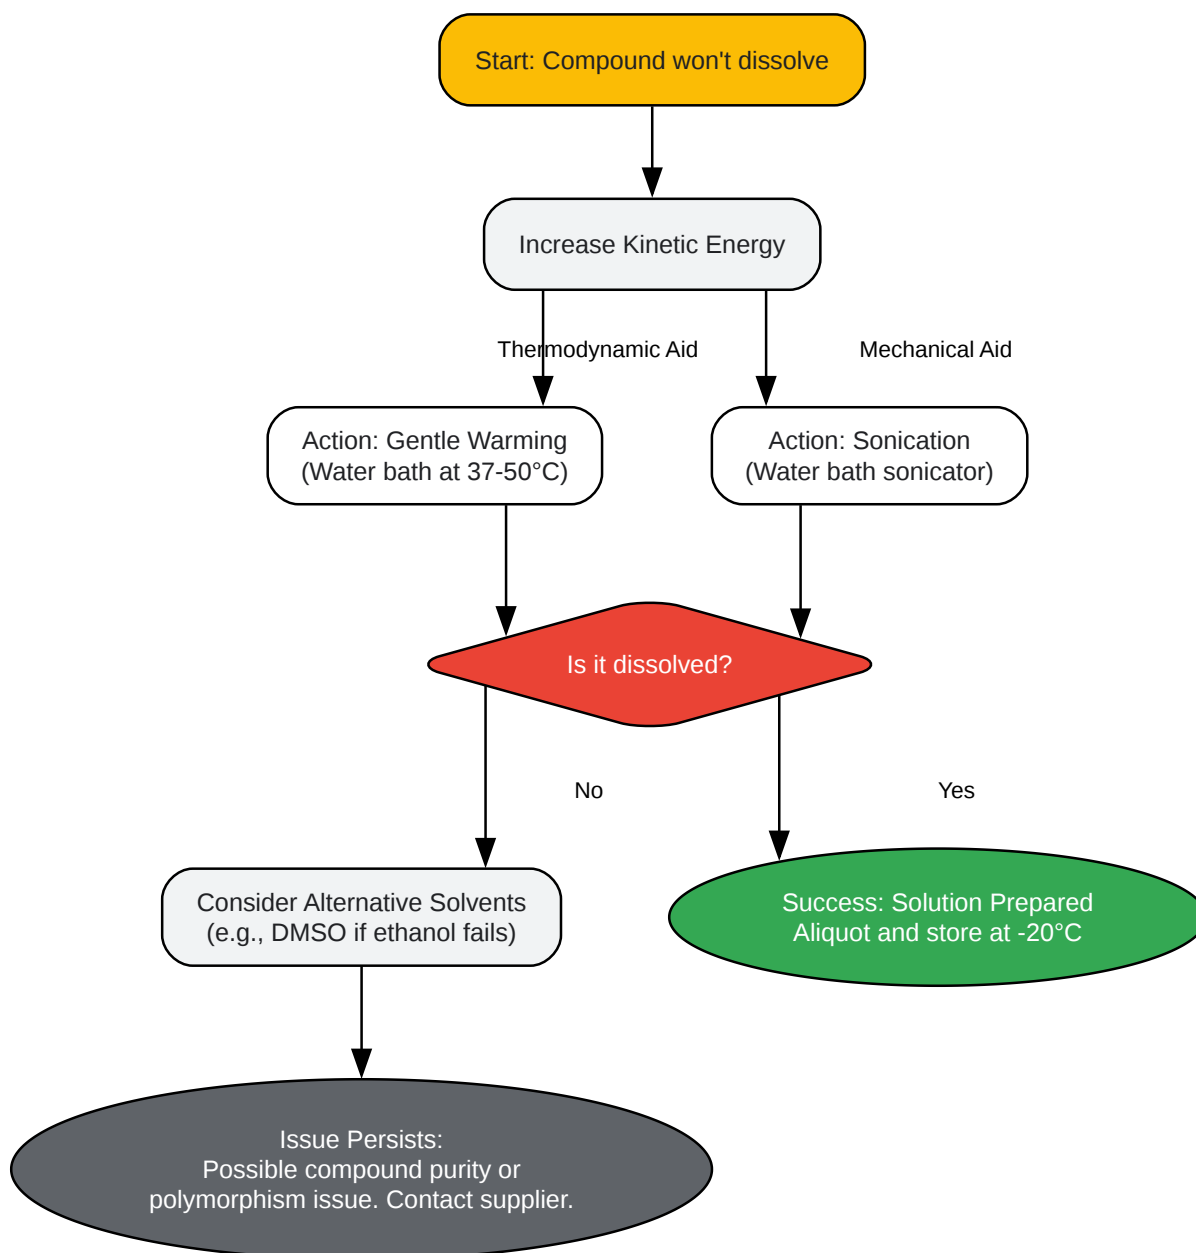 Start: Compound won't dissolve
Increase Kinetic Energy
Thermodynamic Aid
Mechanical Aid
Action: Gentle Warming
(Water bath at 37-50°C)
Action: Sonication
(Water bath sonicator)
Is it dissolved?
No
Yes
Consider Alternative Solvents
(e.g., DMSO if ethanol fails)
Success: Solution Prepared
Aliquot and store at -20°C
Issue Persists:
Possible compound purity or
polymorphism issue. Contact supplier.